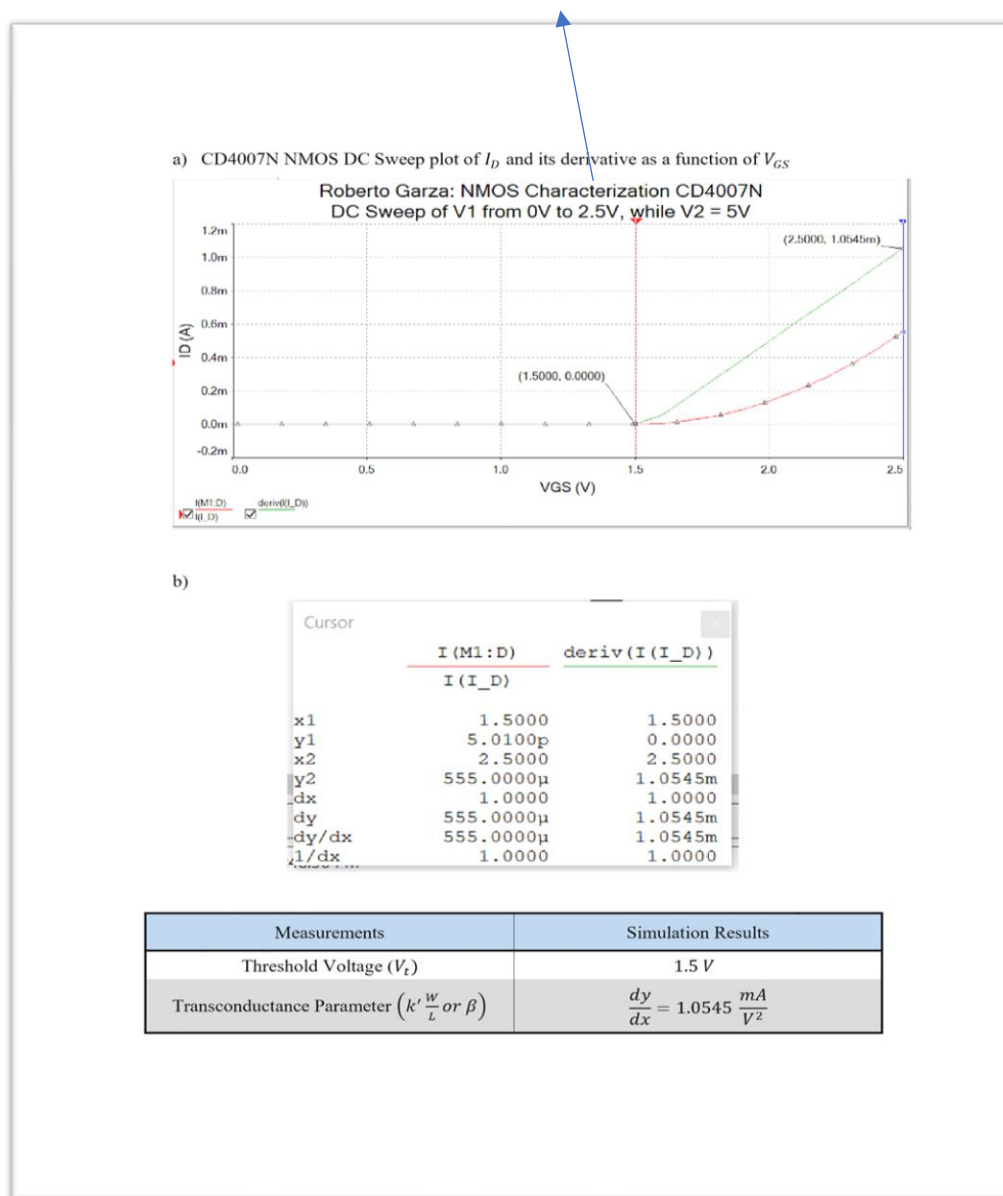 a) CD4007N NMOS DC Sweep plot of I_D and its derivative as a function of V_GS
Roberto Garza: NMOS Characterization CD4007N
DC Sweep of V1 from 0V to 2.5V, while V2 = 5V
ID (A)
1.2m
1.0m
0.8m
0.6m
0.4m
0.2m
0.0m
-0.2m
(2.5000, 1.0545m)
(1.5000, 0.0000)
0.0 0.5 1.0 1.5 2.0 2.5
VGS (V)
I(M1:D) deriv(I(I_D))
I(I_D)
b)
Cursor
I(M1:D) deriv(I(I_D))
I(I_D)
x1 1.5000 1.5000
y1 5.0100p 0.0000
x2 2.5000 2.5000
y2 555.0000µ 1.0545m
dx 1.0000 1.0000
dy 555.0000µ 1.0545m
dy/dx 555.0000µ 1.0545m
1/dx 1.0000 1.0000
Measurements Simulation Results
Threshold Voltage (V_t) 1.5 V
Transconductance Parameter (k' W/L or β) dy/dx = 1.0545 mA/V²